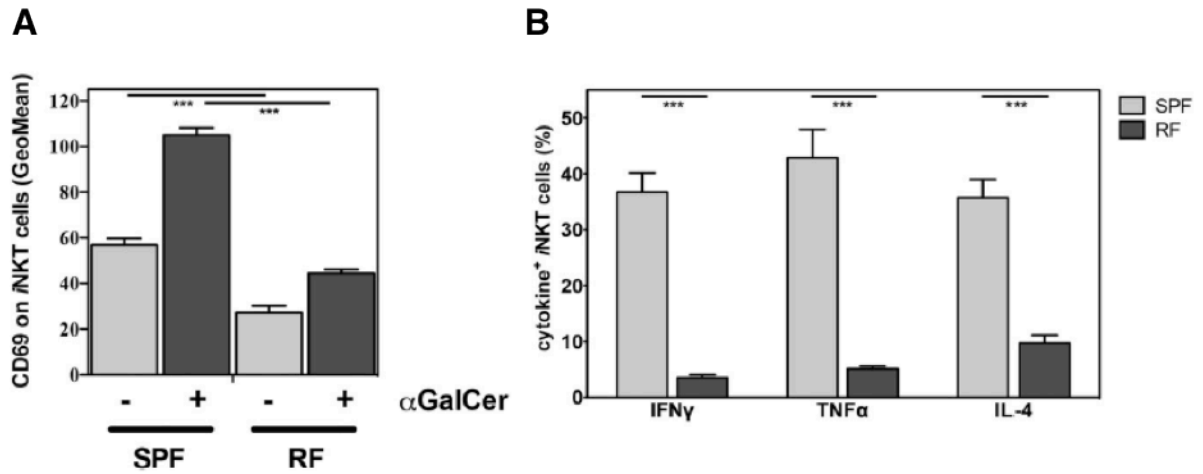 A
CD69 on iNKT cells (GeoMean)
120
100
80
60
40
20
0
***
***
- + - + αGalCer
SPF RF
B
cytokine⁺ iNKT cells (%)
50
40
30
20
10
0
*** *** ***
IFNγ TNFα IL-4
SPF
RF